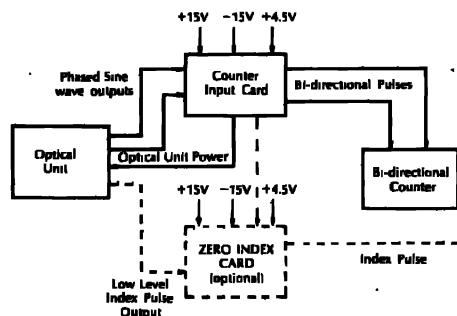 +15V −15V +4.5V
Phased Sine
wave outputs
Counter
Input Card
Bi-directional Pulses
Optical
Unit
Optical Unit Power
Bi-directional
Counter
+15V −15V +4.5V
ZERO INDEX
CARD
(optional)
Index Pulse
Low Level
Index Pulse
Output